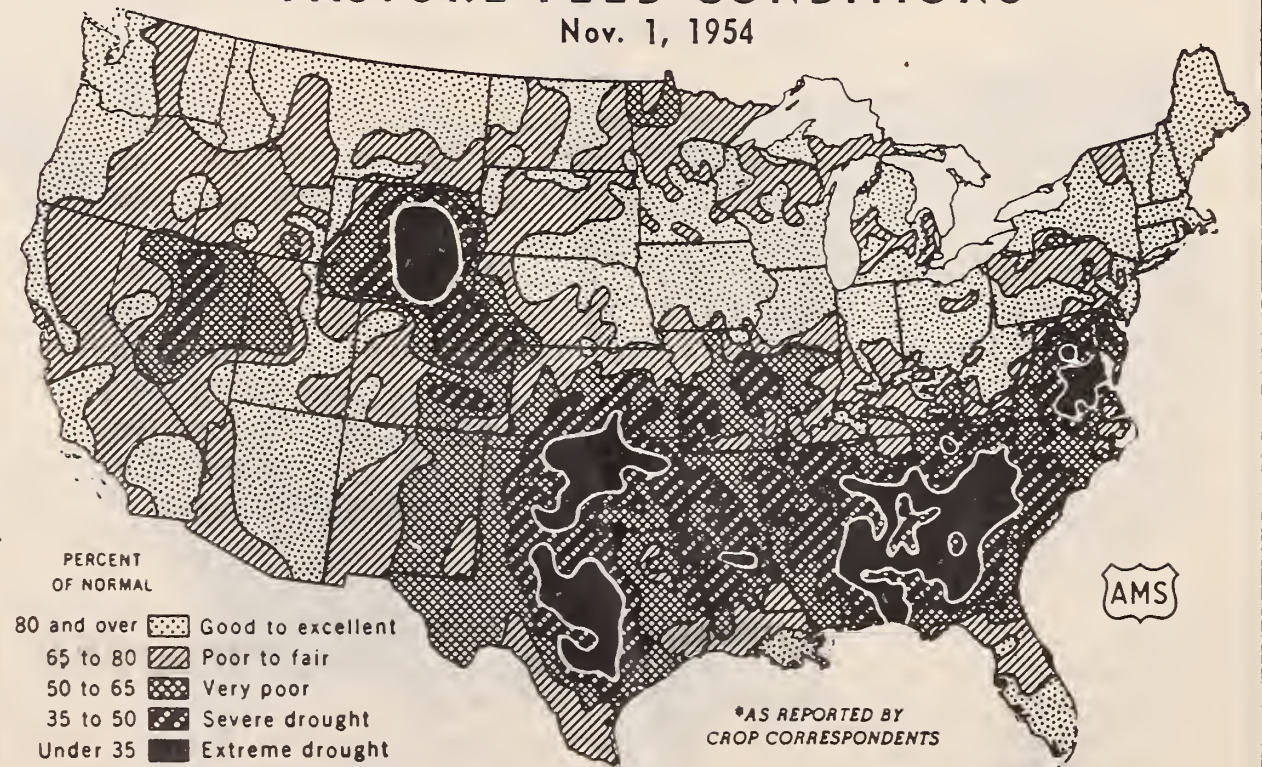 Nov. 1, 1954
PERCENT
OF NORMAL
80 and over Good to excellent
65 to 80 Poor to fair
50 to 65 Very poor
35 to 50 Severe drought
Under 35 Extreme drought
*AS REPORTED BY
CROP CORRESPONDENTS
AMS